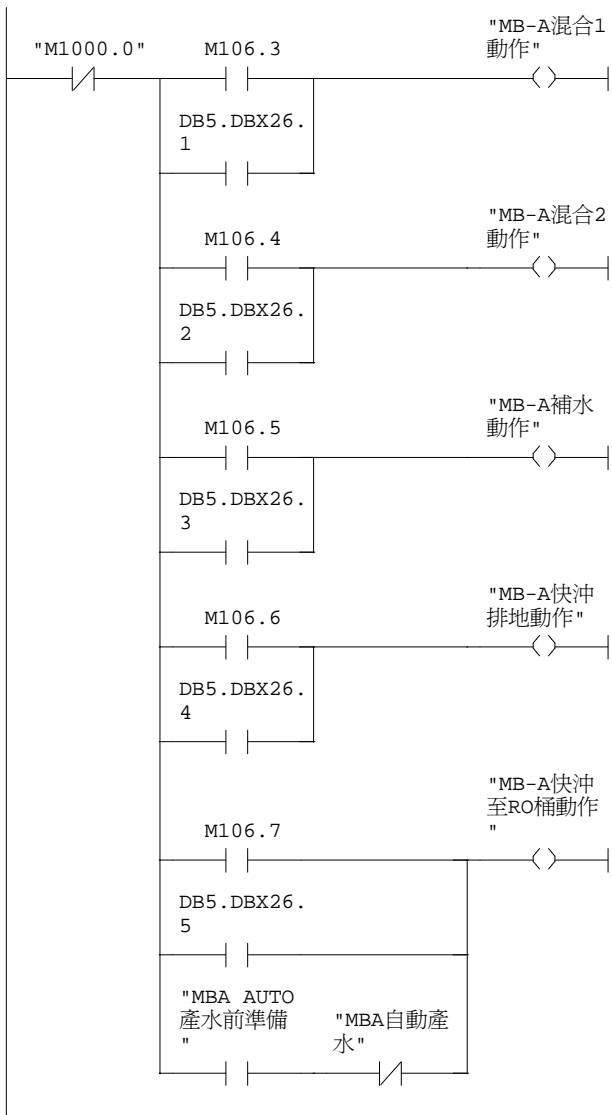 "MB-A混合1
動作"
"M1000.0"
M106.3
DB5.DBX26.
1
"MB-A混合2
動作"
M106.4
DB5.DBX26.
2
"MB-A補水
動作"
M106.5
DB5.DBX26.
3
"MB-A快沖
排地動作"
M106.6
DB5.DBX26.
4
"MB-A快沖
至RO桶動作
"
M106.7
DB5.DBX26.
5
"MBA AUTO
產水前準備
"
"MBA自動產
水"